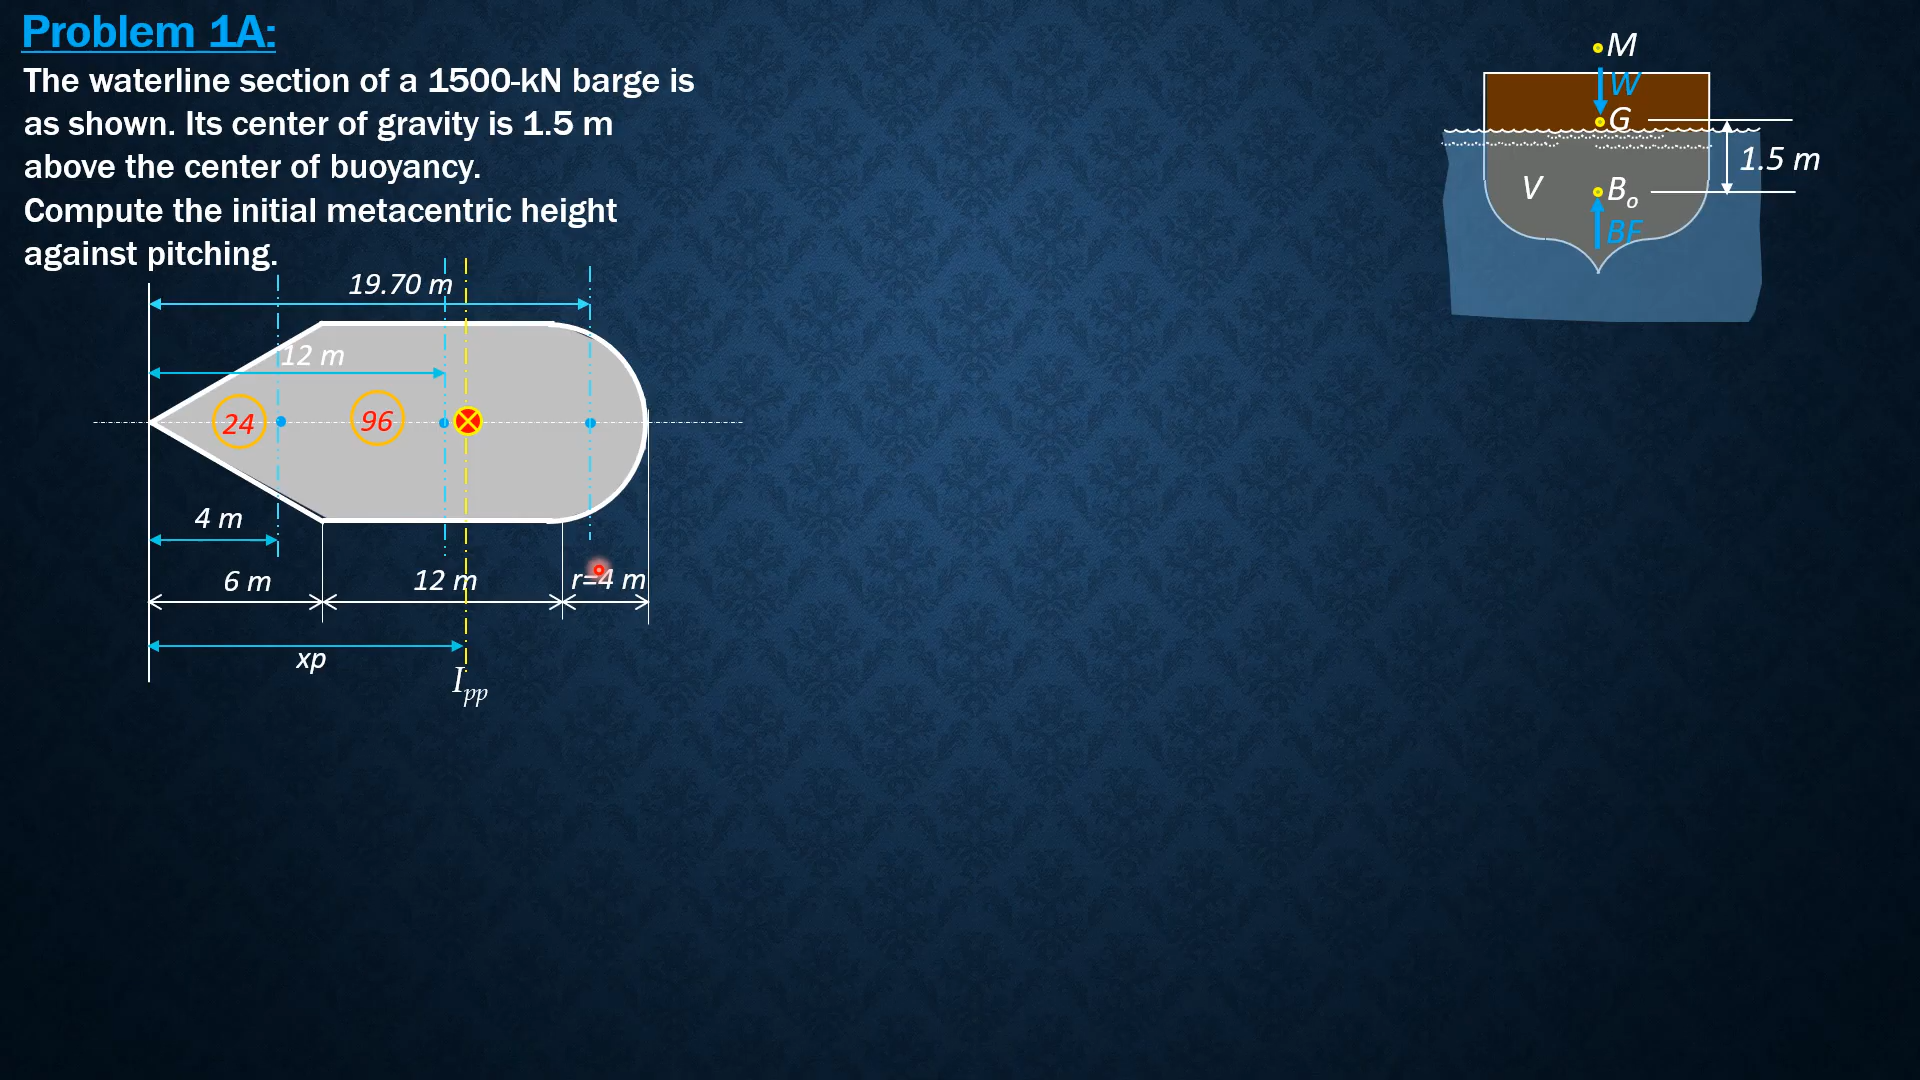 Problem 1A:
The waterline section of a 1500-kN barge is
as shown. Its center of gravity is 1.5 m
above the center of buoyancy.
Compute the initial metacentric height
against pitching.
M
W
G
1.5 m
V
Bo
BF
19.70 m
12 m
24
96
4 m
6 m
12 m
r=4 m
xp
Ipp